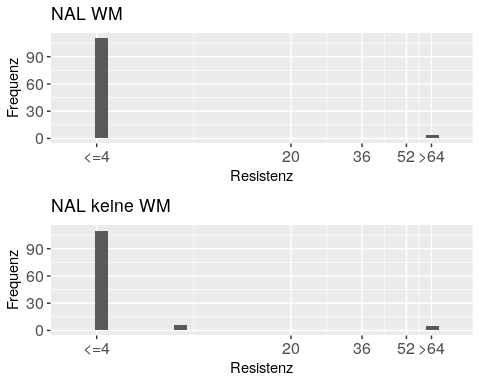 NAL WM
Frequenz
90
60
30
0
<=4 20 36 52 >64
Resistenz
NAL keine WM
Frequenz
90
60
30
0
<=4 20 36 52 >64
Resistenz